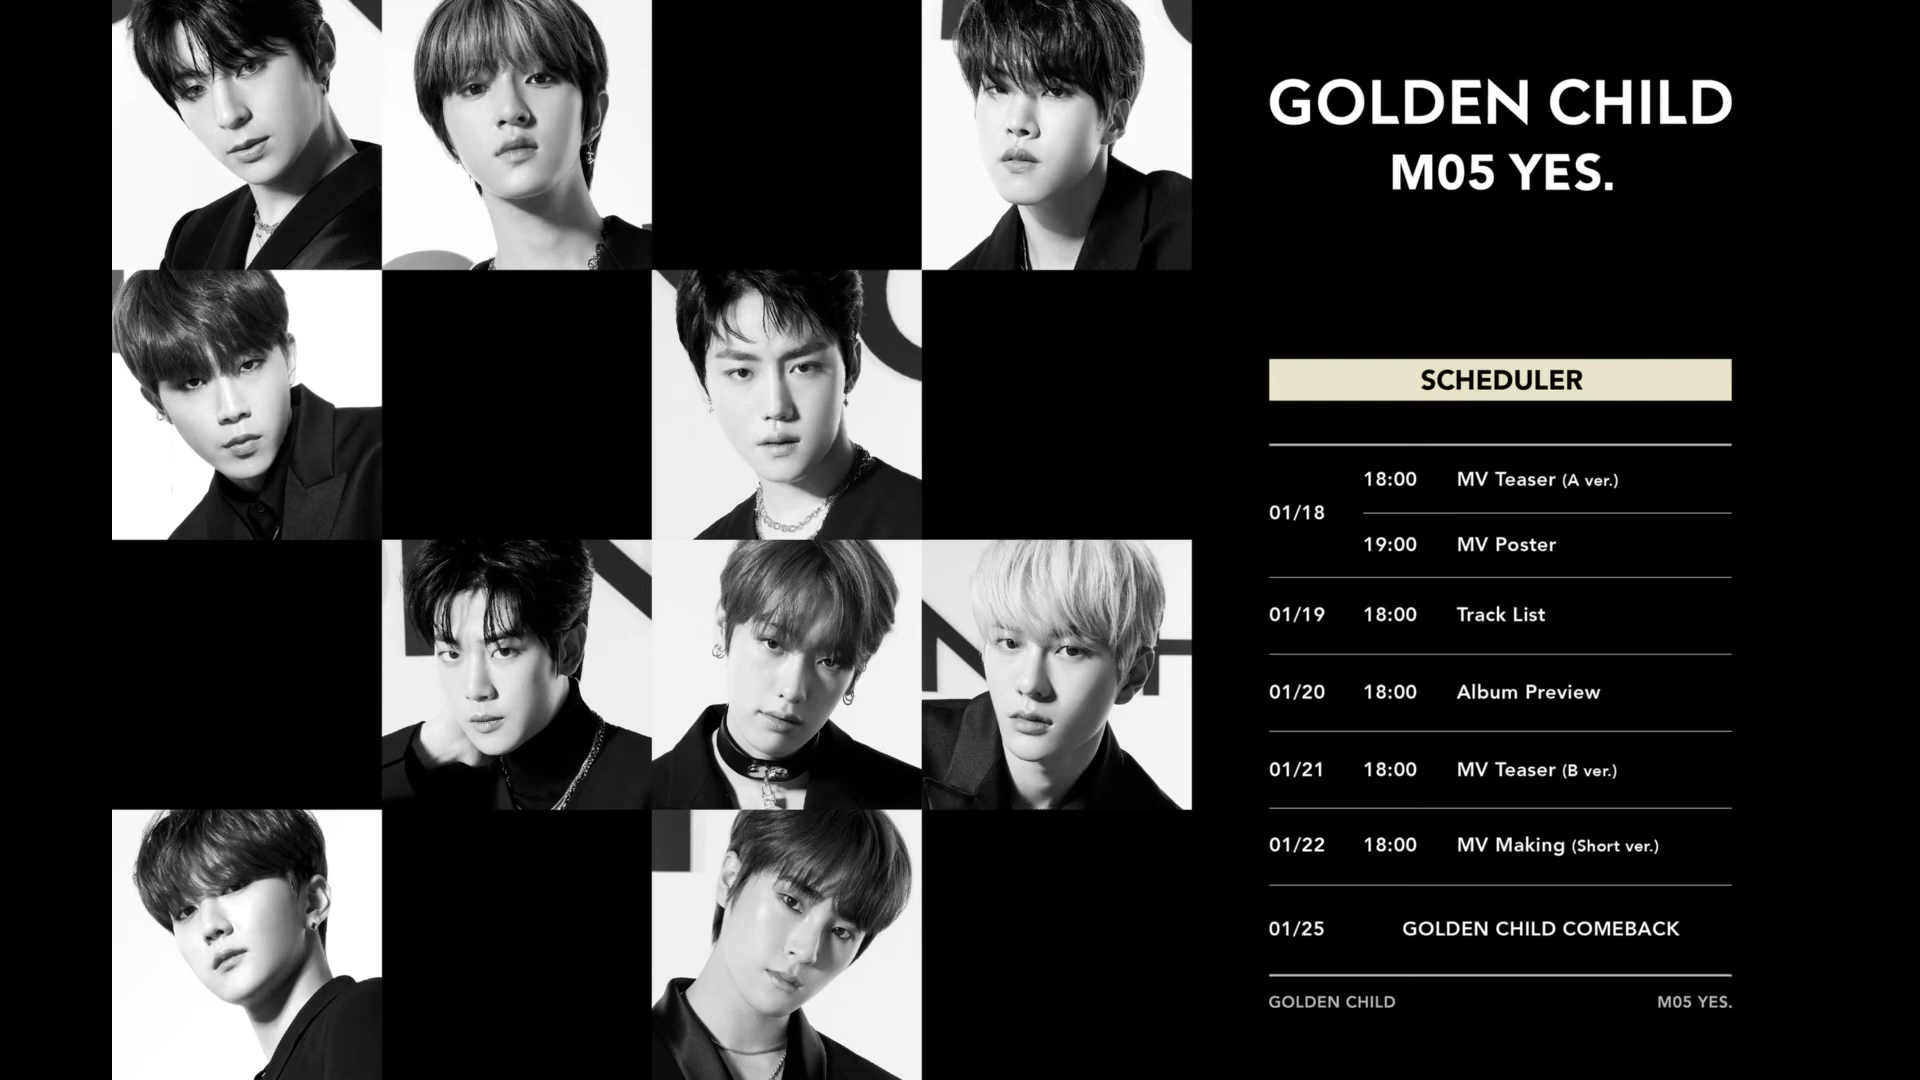 GOLDEN CHILD
M05 YES.
SCHEDULER
01/18 18:00 MV Teaser (A ver.)
19:00 MV Poster
01/19 18:00 Track List
01/20 18:00 Album Preview
01/21 18:00 MV Teaser (B ver.)
01/22 18:00 MV Making (Short ver.)
01/25 GOLDEN CHILD COMEBACK
GOLDEN CHILD M05 YES.